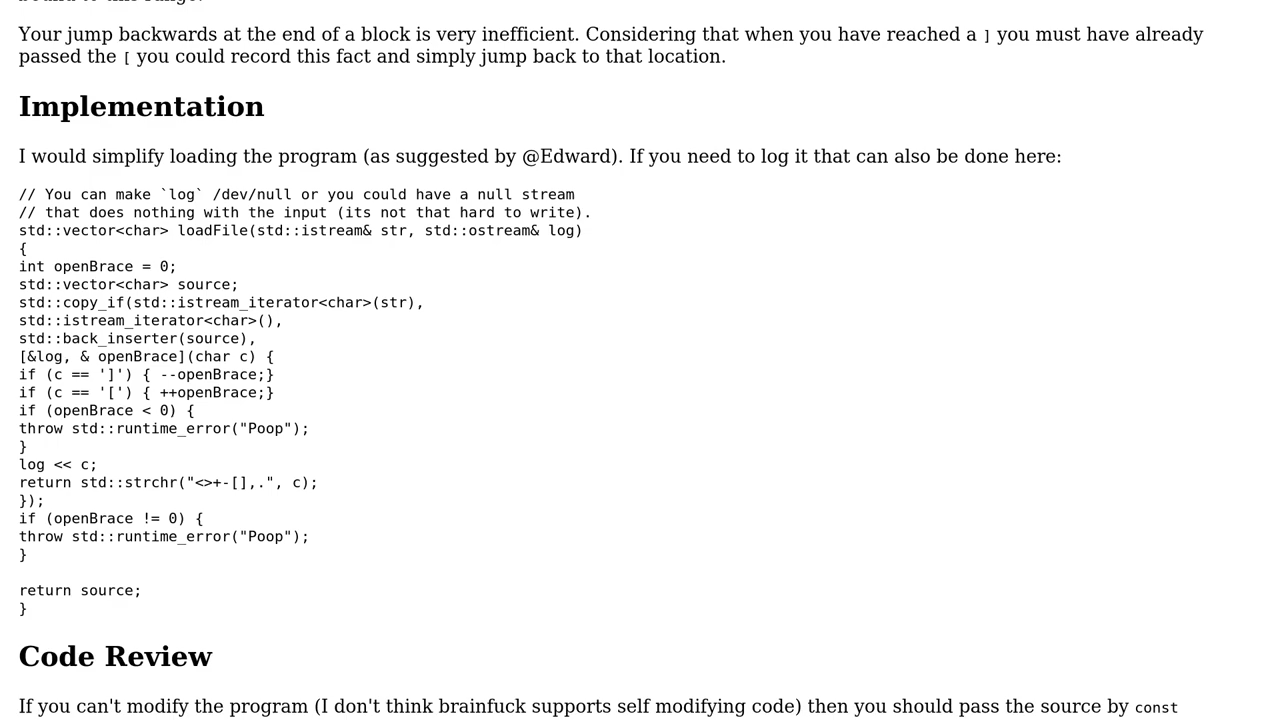 Your jump backwards at the end of a block is very inefficient. Considering that when you have reached a ] you must have already
passed the [ you could record this fact and simply jump back to that location.
Implementation
I would simplify loading the program (as suggested by @Edward). If you need to log it that can also be done here:
// You can make `log` /dev/null or you could have a null stream
// that does nothing with the input (its not that hard to write).
std::vector<char> loadFile(std::istream& str, std::ostream& log)
{
int openBrace = 0;
std::vector<char> source;
std::copy_if(std::istream_iterator<char>(str),
std::istream_iterator<char>(),
std::back_inserter(source),
[&log, & openBrace](char c) {
if (c == ']') { --openBrace;}
if (c == '[') { ++openBrace;}
if (openBrace < 0) {
throw std::runtime_error("Poop");
}
log << c;
return std::strchr("<>+-[],.", c);
});
if (openBrace != 0) {
throw std::runtime_error("Poop");
}
return source;
}
Code Review
If you can't modify the program (I don't think brainfuck supports self modifying code) then you should pass the source by const